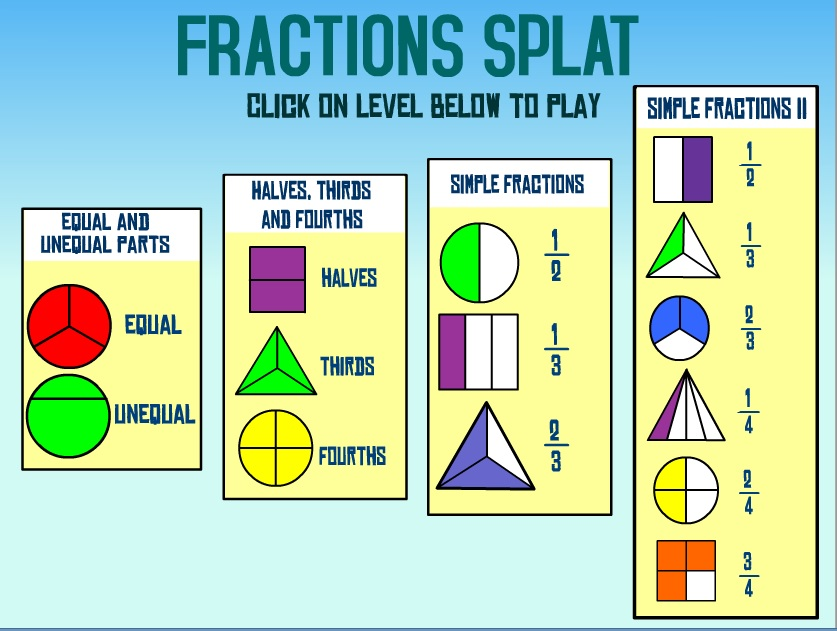 FRACTIONS SPLAT
CLICK ON LEVEL BELOW TO PLAY
EQUAL AND
UNEQUAL PARTS
EQUAL
UNEQUAL
HALVES, THIRDS
AND FOURTHS
HALVES
THIRDS
FOURTHS
SIMPLE FRACTIONS
1
2
1
3
2
3
SIMPLE FRACTIONS II
1
2
1
3
2
3
1
4
2
4
3
4